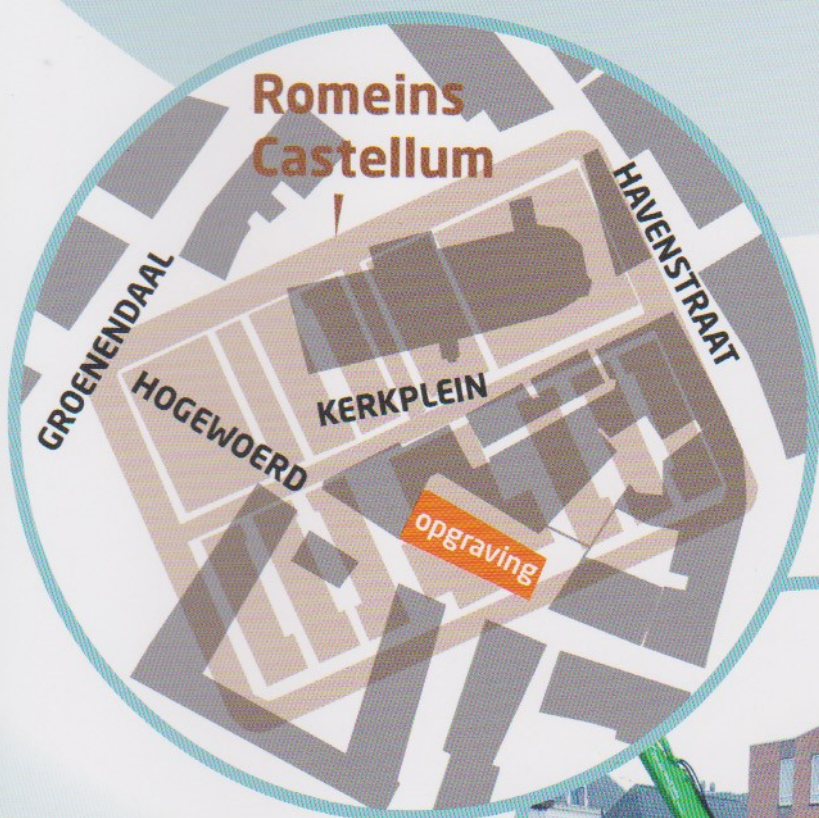 Romeins
Castellum
HAVENSTRAAT
GROENENDAAL
HOGEWOERD
KERKPLEIN
opgraving